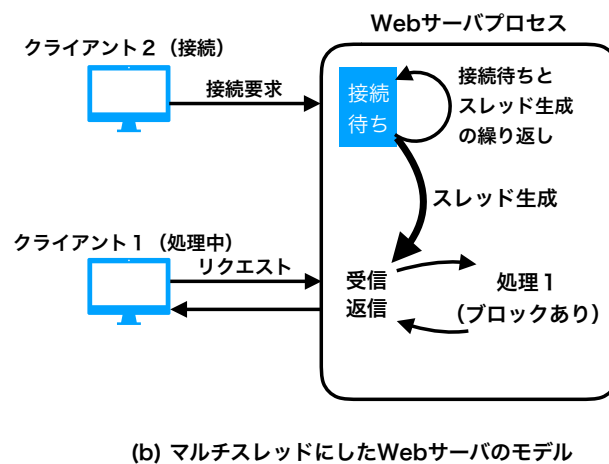 Webサーバプロセス
クライアント２（接続）
接続要求
接続
待ち
接続待ちと
スレッド生成
の繰り返し
スレッド生成
クライアント１（処理中）
リクエスト
受信
返信
処理１
（ブロックあり）
(b) マルチスレッドにしたWebサーバのモデル